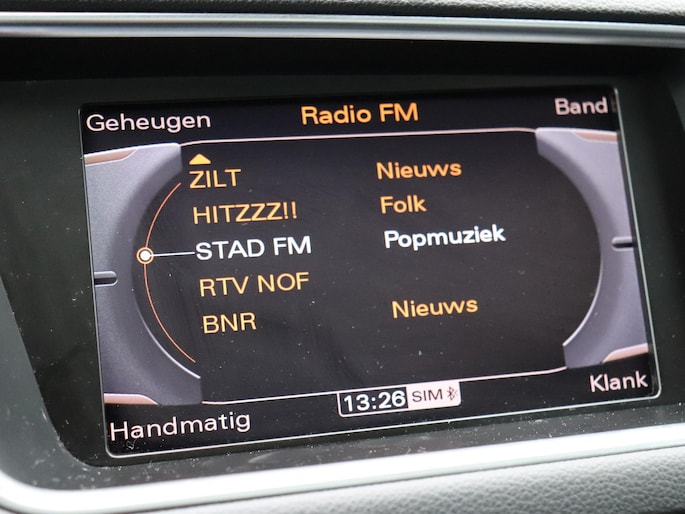 Geheugen Radio FM Band
ZILT Nieuws
HITZZZ!! Folk
STAD FM Popmuziek
RTV NOF
BNR Nieuws
13:26 SIM
Handmatig Klank